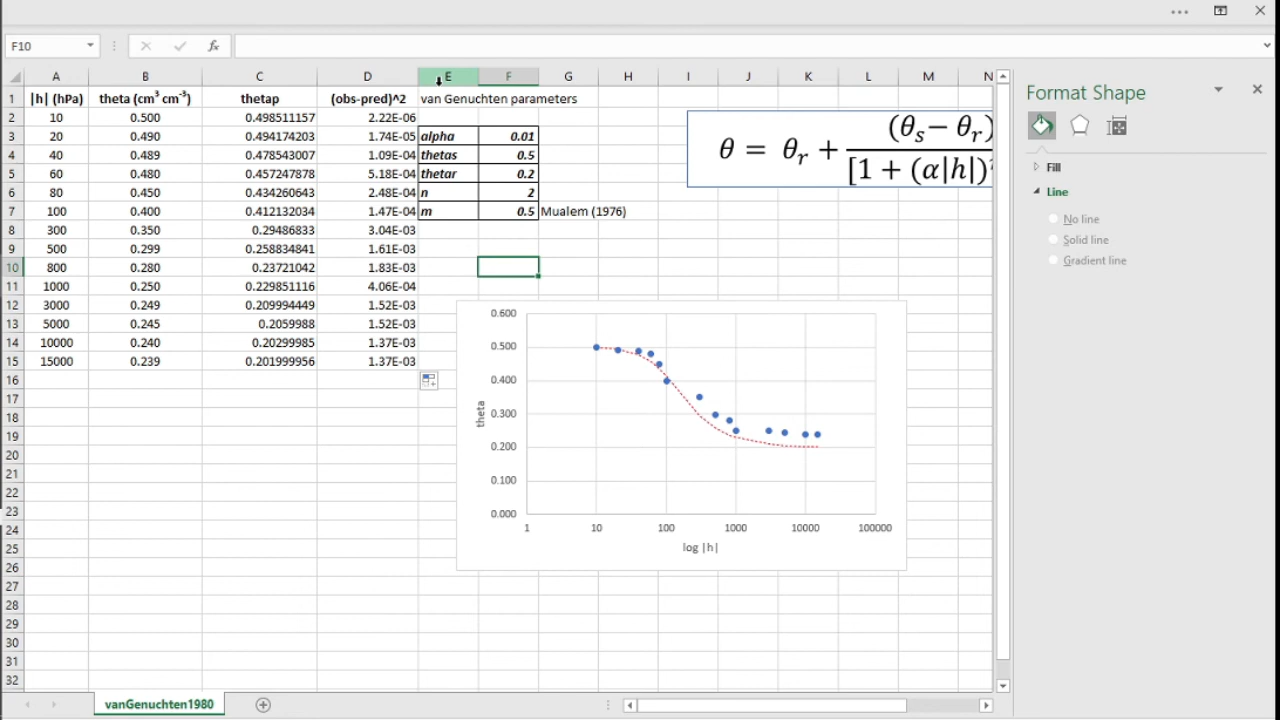 F10
fx
A B C D E F G H I J K L M N
1 |h| (hPa) theta (cm³ cm⁻³) thetap (obs-pred)^2 van Genuchten parameters
2 10 0.500 0.498511157 2.22E-06
3 20 0.490 0.494174203 1.74E-05 alpha 0.01
4 40 0.489 0.478543007 1.09E-04 thetas 0.5
5 60 0.480 0.457247878 5.18E-04 thetar 0.2
6 80 0.450 0.434260643 2.48E-04 n 2
7 100 0.400 0.412132034 1.47E-04 m 0.5 Mualem (1976)
8 300 0.350 0.29486833 3.04E-03
9 500 0.299 0.258834841 1.61E-03
10 800 0.280 0.23721042 1.83E-03
11 1000 0.250 0.229851116 4.06E-04
12 3000 0.249 0.209994449 1.52E-03
13 5000 0.245 0.2059988 1.52E-03
14 10000 0.240 0.20299985 1.37E-03
15 15000 0.239 0.201999956 1.37E-03
16
17
18
19
20
21
22
23
24
25
26
27
28
29
30
31
32
(θs− θr)
θ = θr +
[1 + (α|h|)
0.600
0.500
0.400
0.300
0.200
0.100
0.000
theta
1 10 100 1000 10000 100000
log |h|
Format Shape
Fill
Line
No line
Solid line
Gradient line
vanGenuchten1980